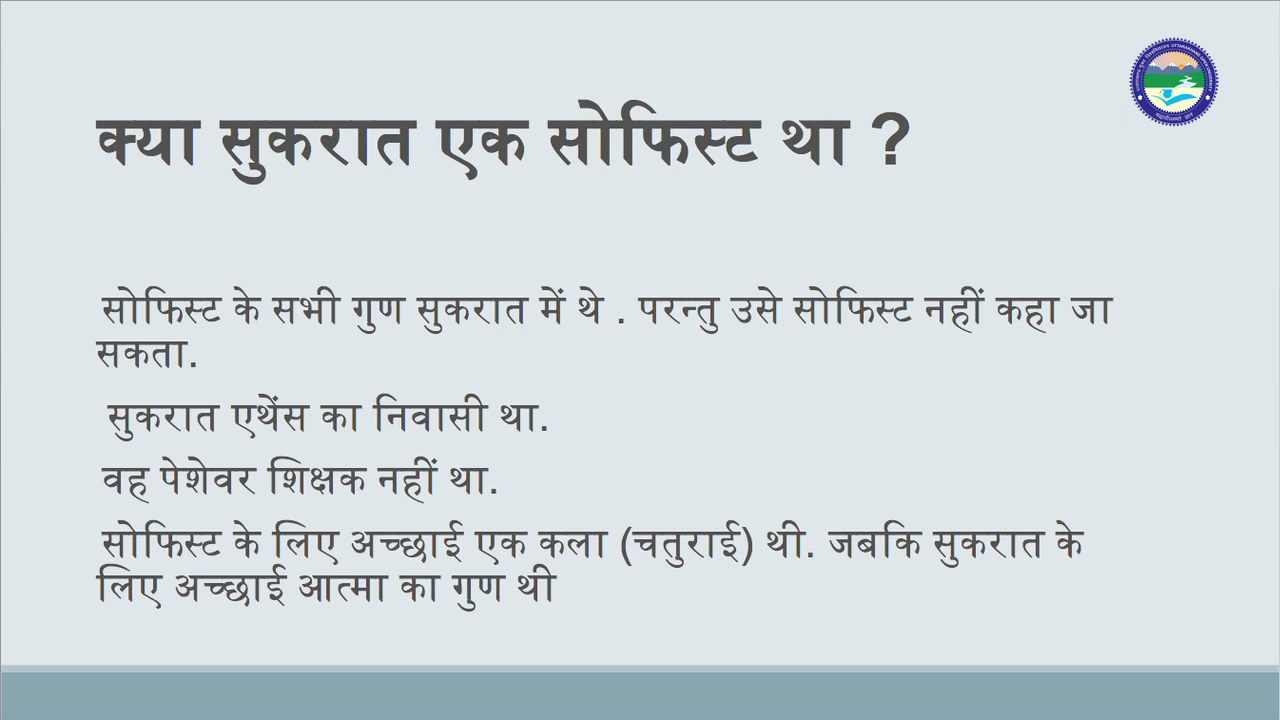 क्या सुकरात एक सोफिस्ट था ?
सोफिस्ट के सभी गुण सुकरात में थे . परन्तु उसे सोफिस्ट नहीं कहा जा
सकता.
सुकरात एथेंस का निवासी था.
वह पेशेवर शिक्षक नहीं था.
सोफिस्ट के लिए अच्छाई एक कला (चतुराई) थी. जबकि सुकरात के
लिए अच्छाई आत्मा का गुण थी